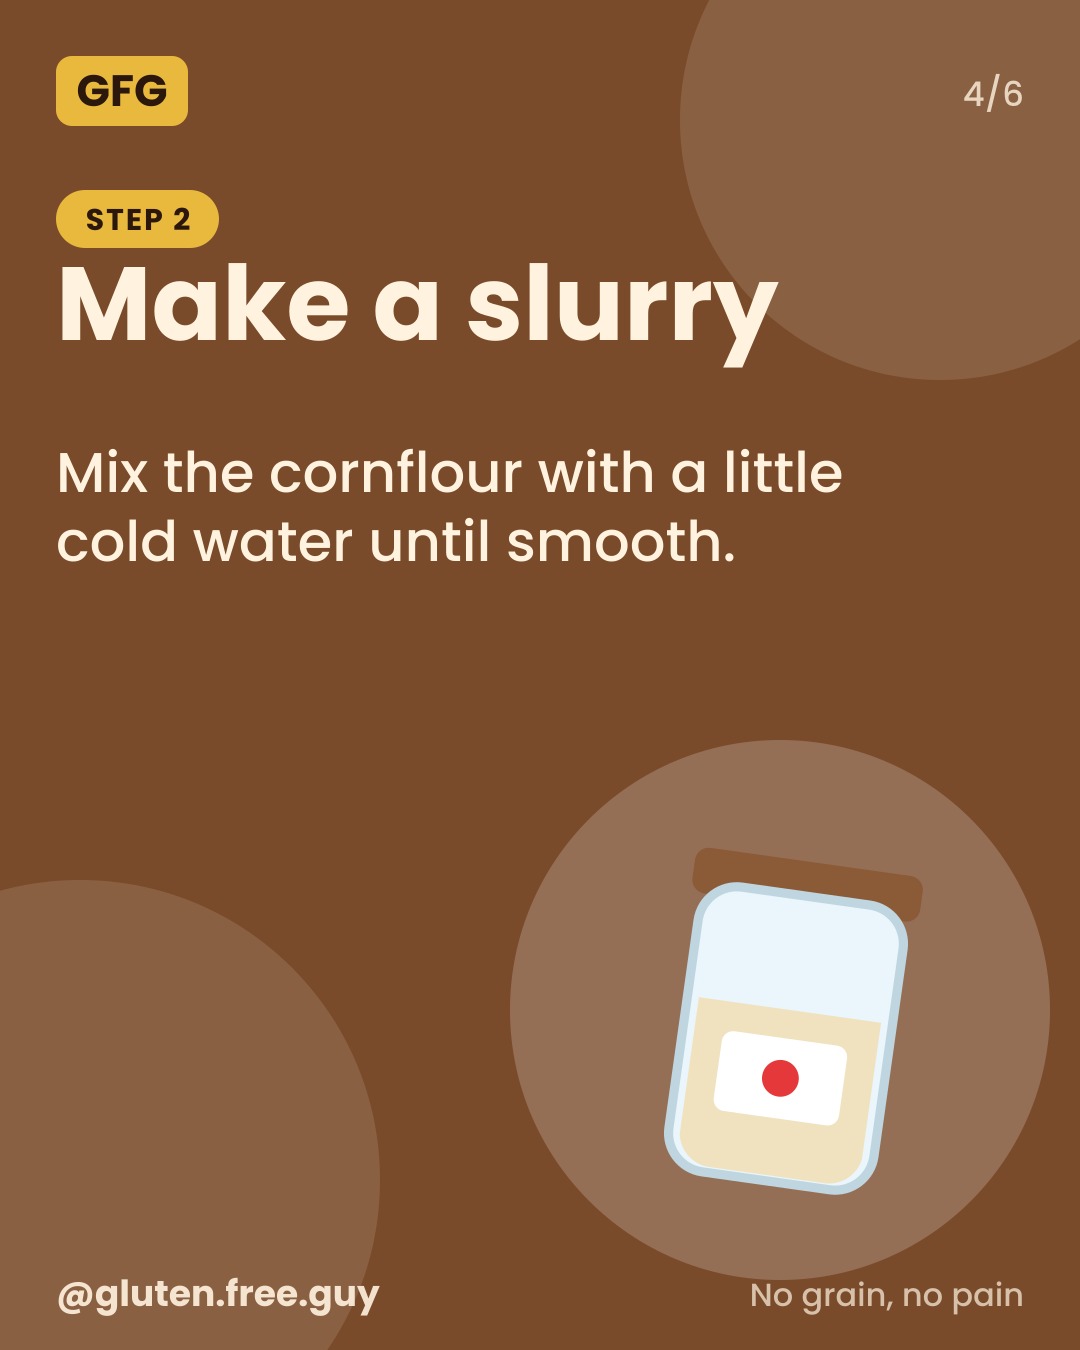 GFG
4/6
STEP 2
Make a slurry
Mix the cornflour with a little
cold water until smooth.
@gluten.free.guy
No grain, no pain